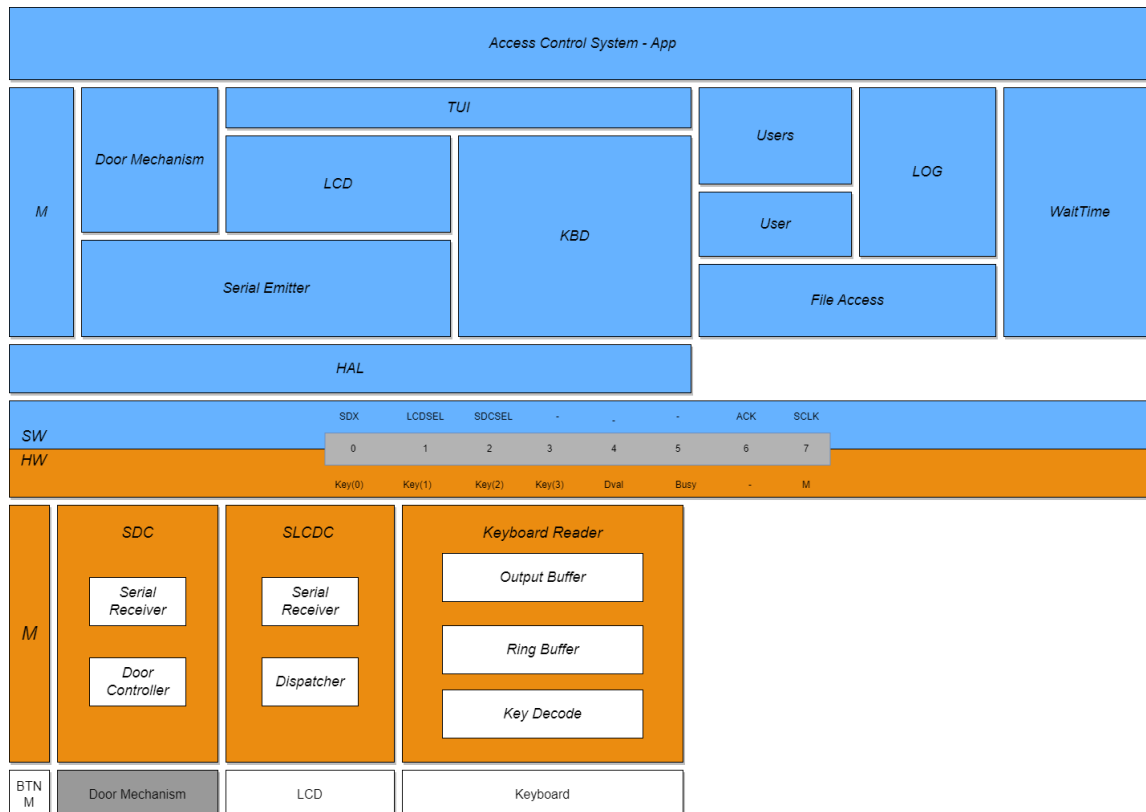 Access Control System - App
M
Door Mechanism
TUI
LCD
KBD
Serial Emitter
Users
User
LOG
File Access
WaitTime
HAL
SW
HW
SDX LCDSEL SDCSEL - - - ACK SCLK
0 1 2 3 4 5 6 7
Key(0) Key(1) Key(2) Key(3) Dval Busy - M
M
SDC
Serial
Receiver
Door
Controller
SLCDC
Serial
Receiver
Dispatcher
Keyboard Reader
Output Buffer
Ring Buffer
Key Decode
BTN
M
Door Mechanism
LCD
Keyboard